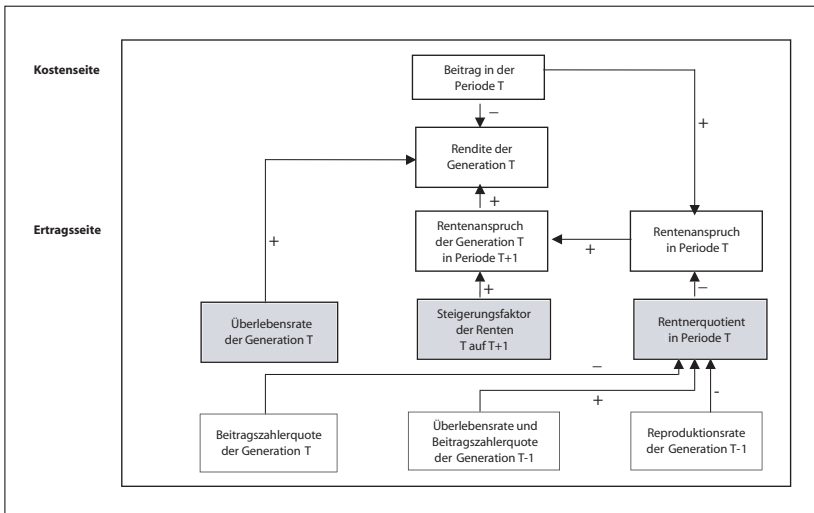 Kostenseite
Beitrag in der
Periode T
–
+
Rendite der
Generation T
+
Ertragsseite
+
Rentenanspruch
der Generation T
in Periode T+1
+
Rentenanspruch
in Periode T
+
–
Überlebensrate
der Generation T
Steigerungsfaktor
der Renten
T auf T+1
Rentnerquotient
in Periode T
–
+
-
Beitragszahlerquote
der Generation T
Überlebensrate und
Beitragszahlerquote
der Generation T-1
Reproduktionsrate
der Generation T-1